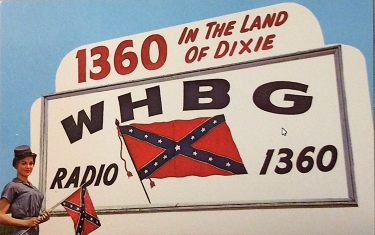 1360 IN THE LAND
OF DIXIE
WHBG
RADIO 1360